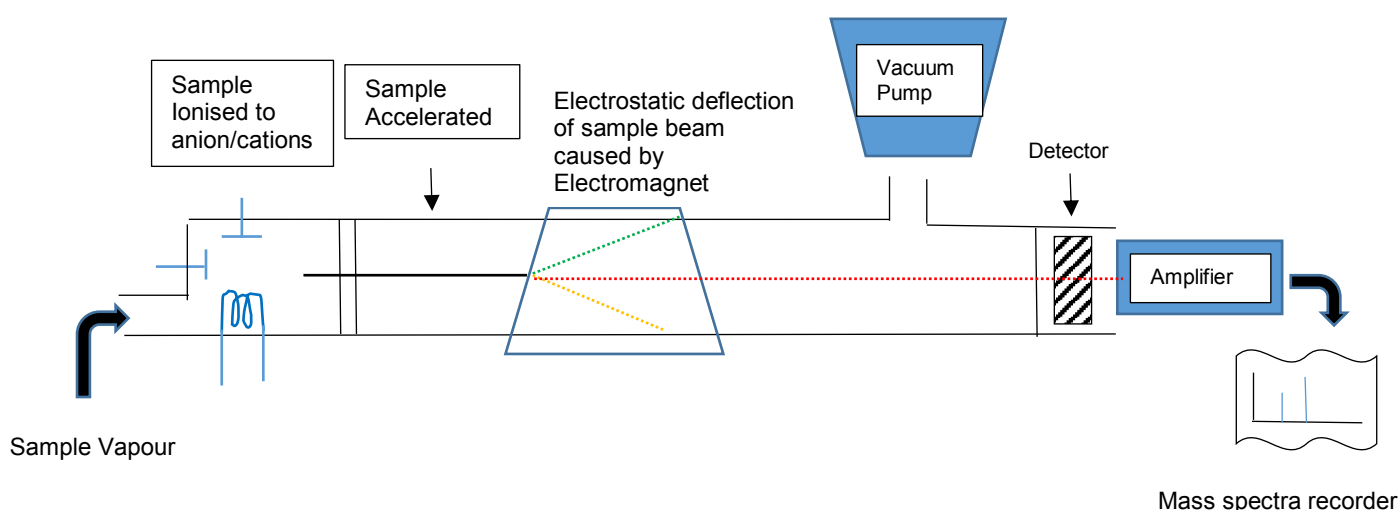 Sample
Ionised to
anion/cations
Sample
Accelerated
Electrostatic deflection
of sample beam
caused by
Electromagnet
Vacuum
Pump
Detector
Amplifier
Sample Vapour
Mass spectra recorder